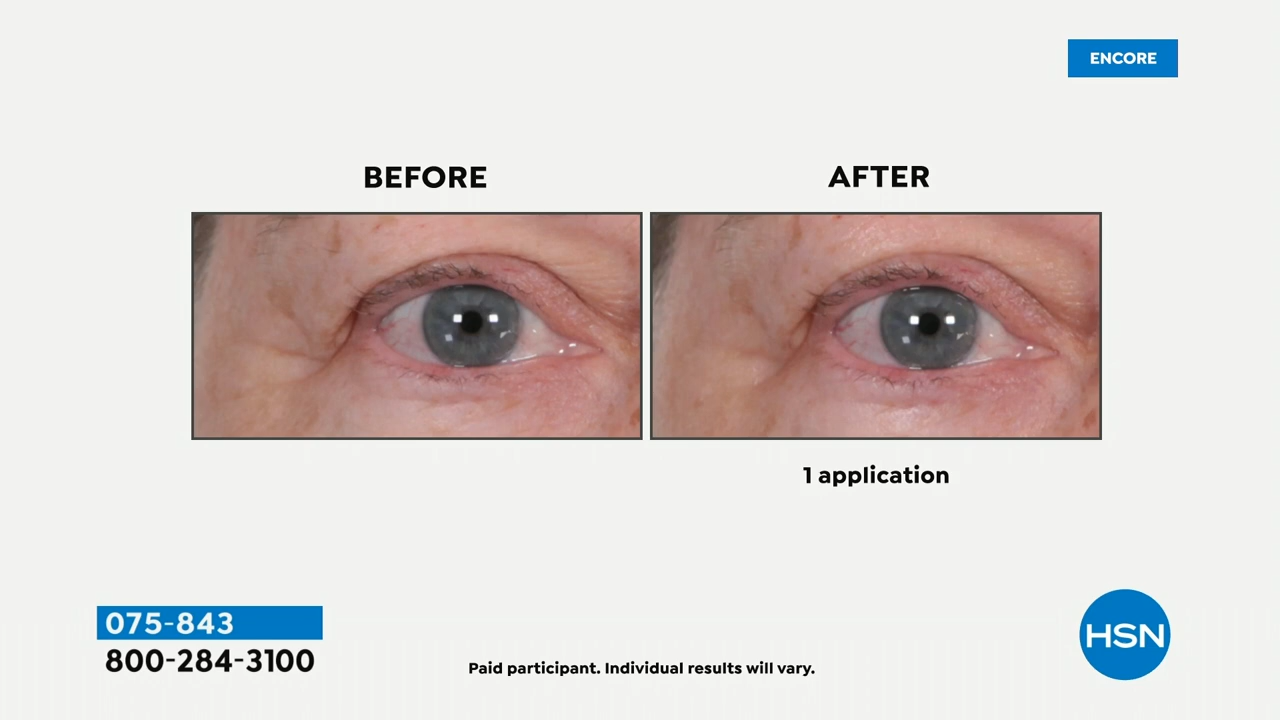 ENCORE
BEFORE
AFTER
1 application
075-843
800-284-3100
Paid participant. Individual results will vary.
HSN